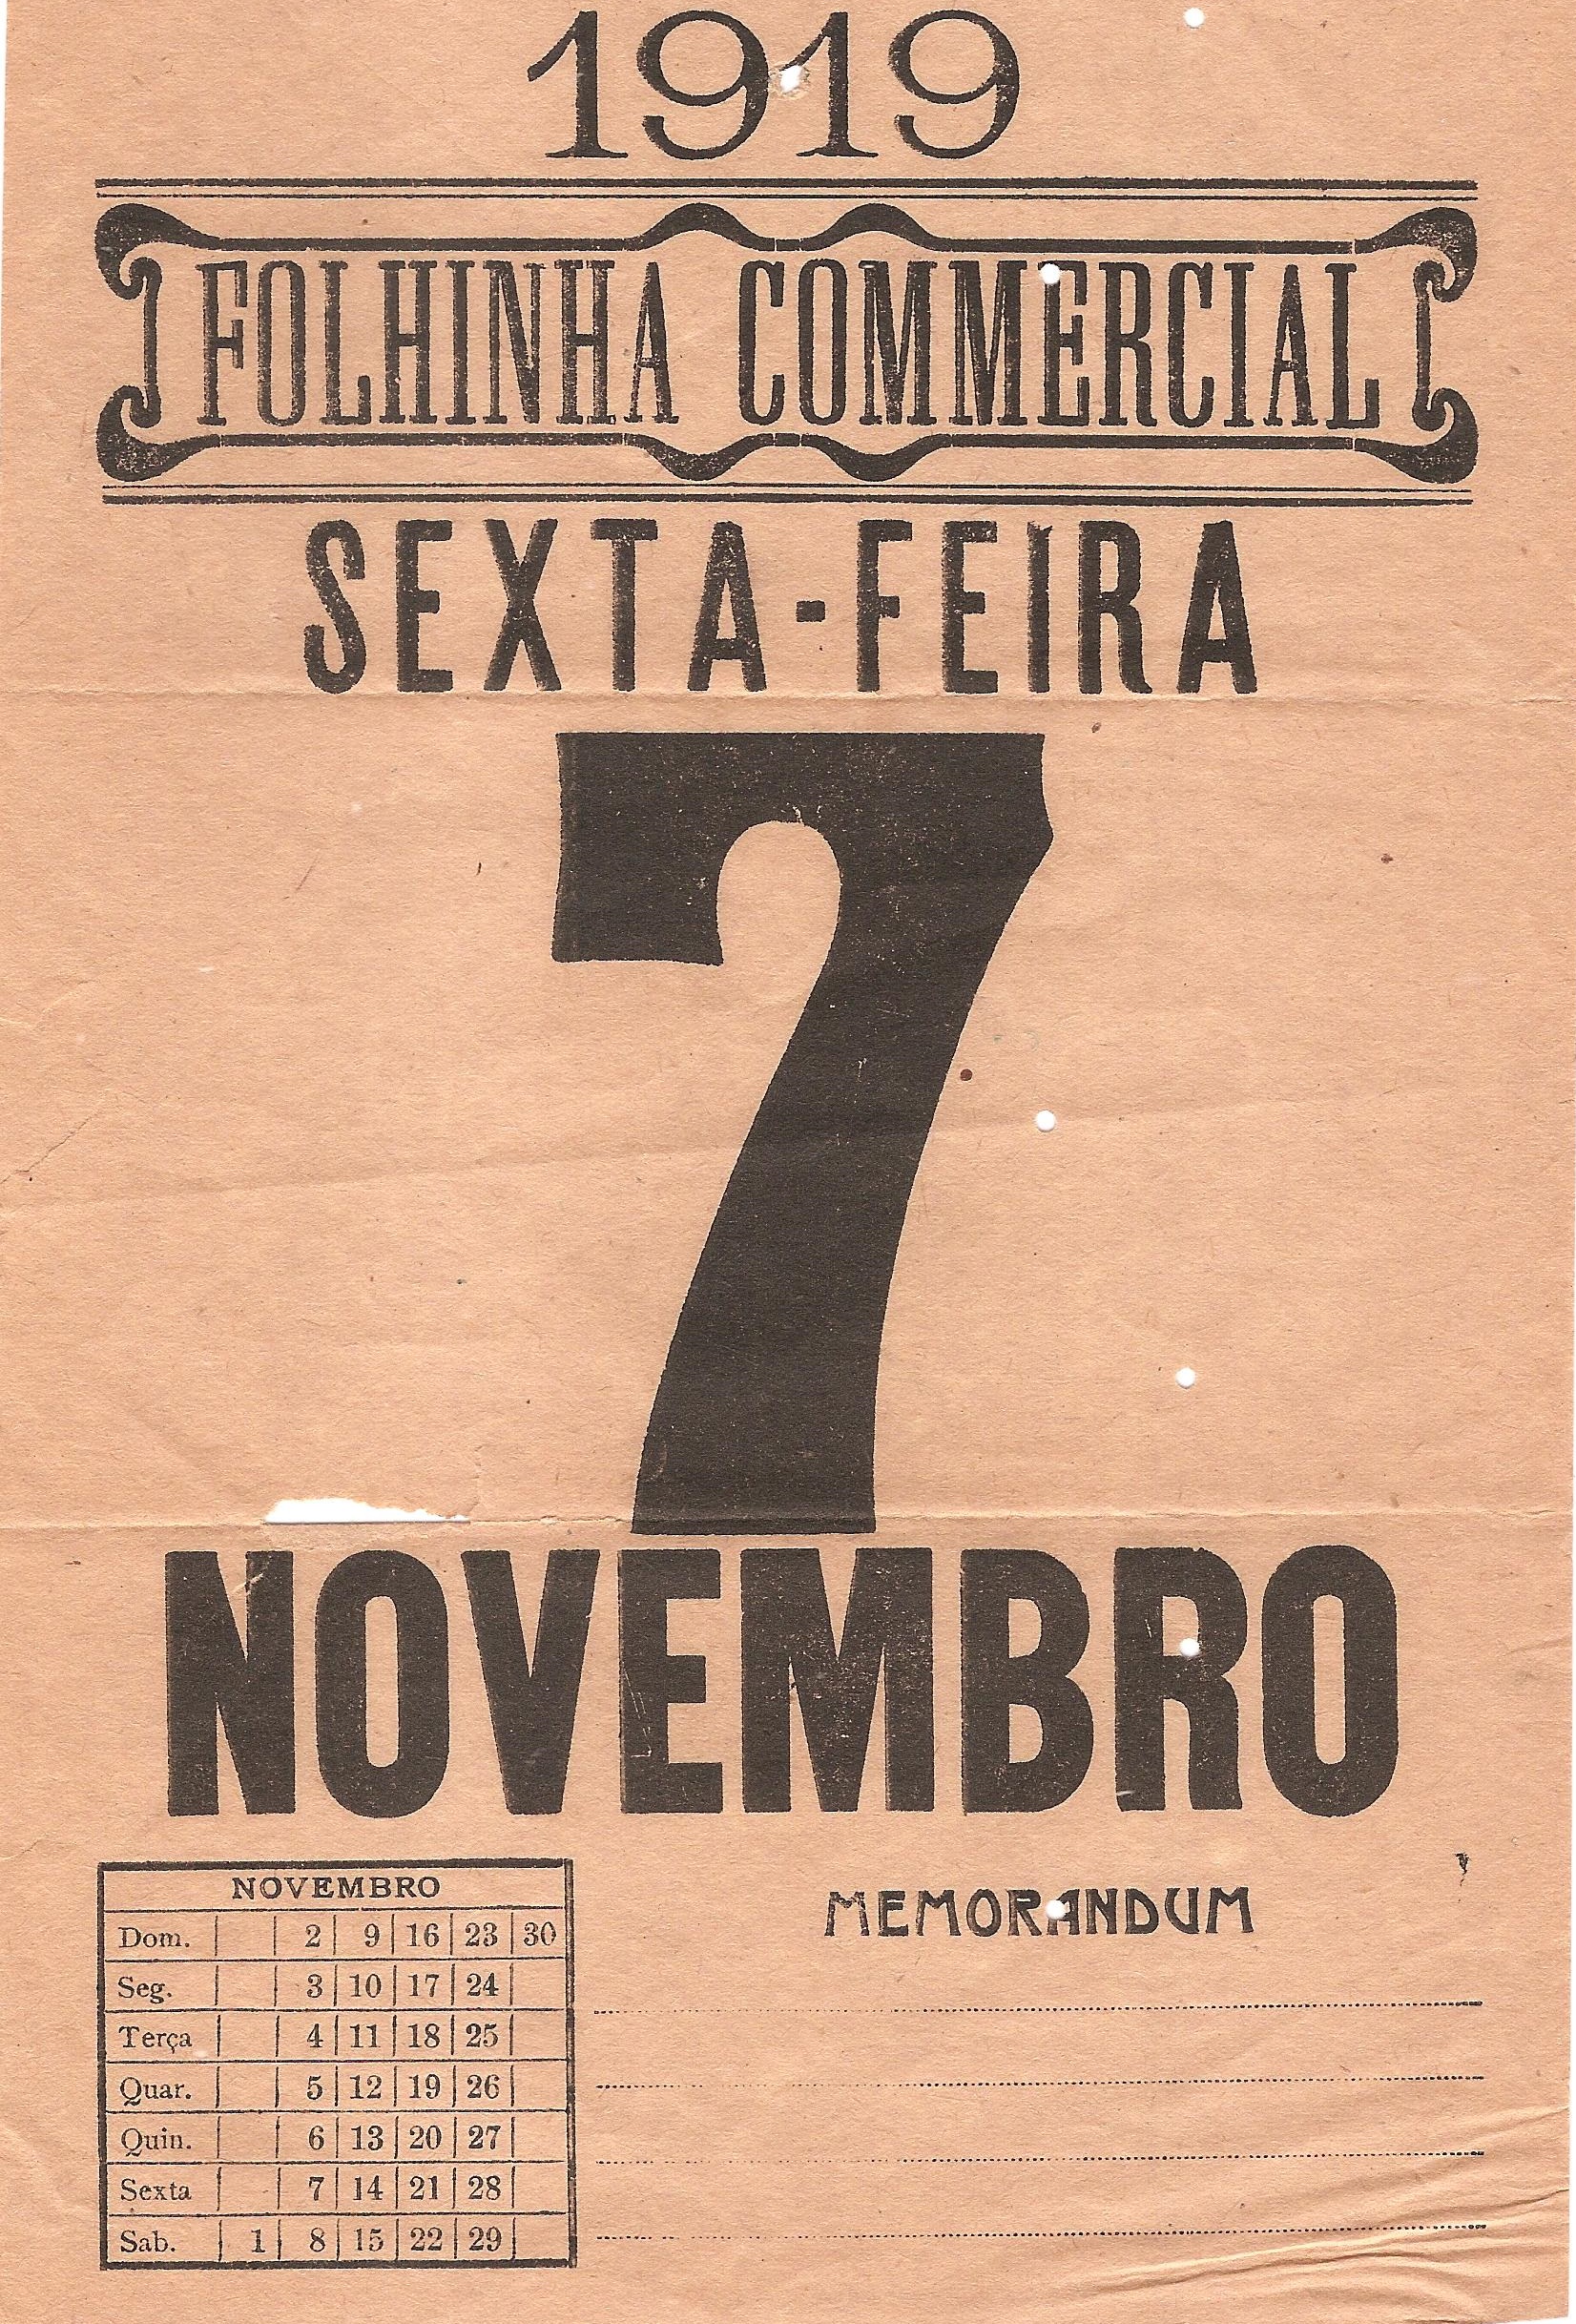 1919
FOLHINHA COMMERCIAL
SEXTA-FEIRA
7
NOVEMBRO
NOVEMBRO
Dom. 2 9 16 23 30
Seg. 3 10 17 24
Terça 4 11 18 25
Quar. 5 12 19 26
Quin. 6 13 20 27
Sexta 7 14 21 28
Sab. 1 8 15 22 29
MEMORANDUM